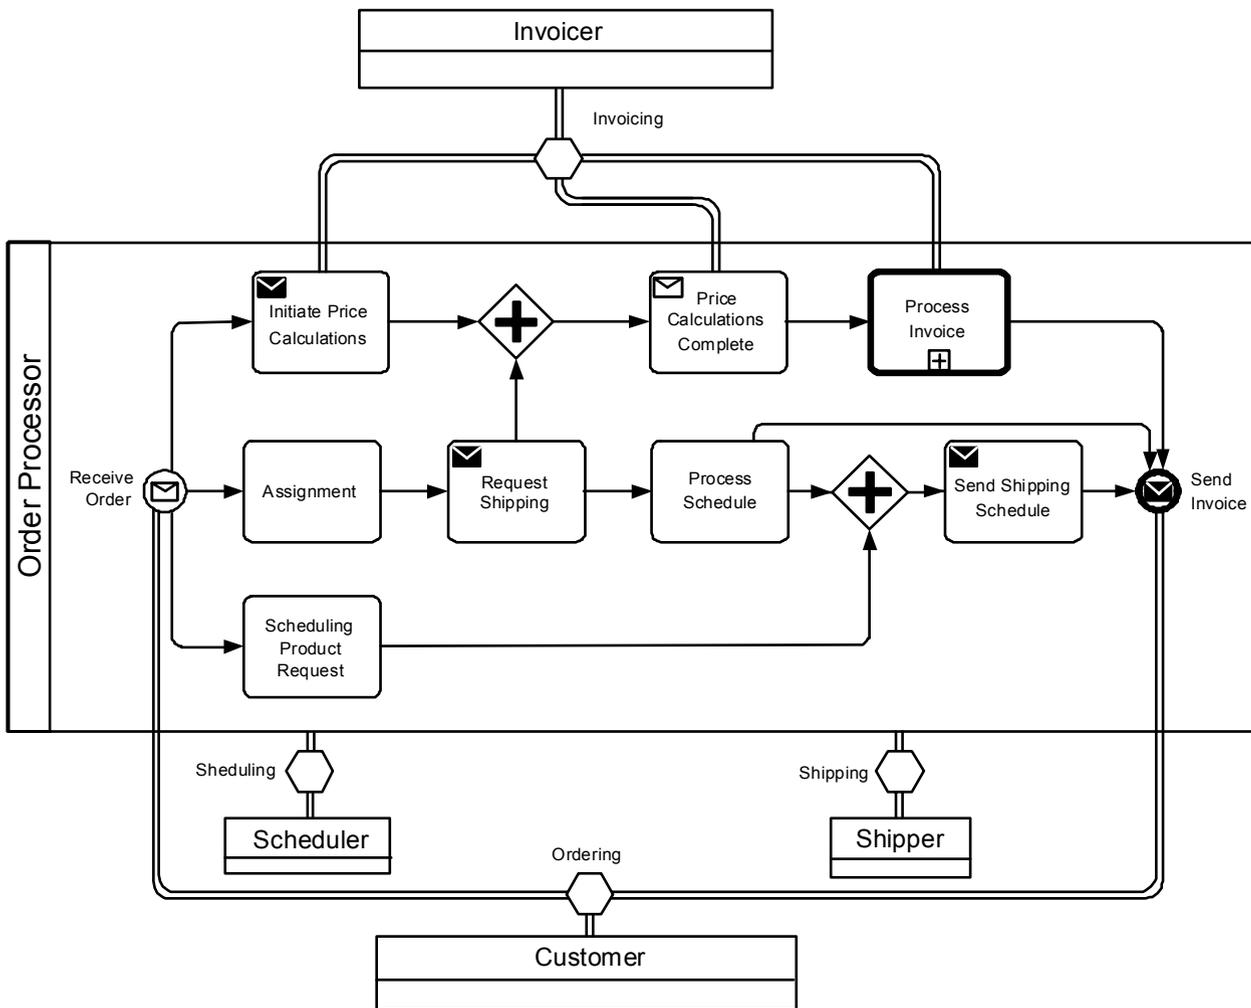 Invoicer
Invoicing
Order Processor
Initiate Price
Calculations
Price
Calculations
Complete
Process
Invoice
Receive
Order
Assignment
Request
Shipping
Process
Schedule
Send Shipping
Schedule
Send
Invoice
Scheduling
Product
Request
Sheduling
Shipping
Scheduler
Shipper
Ordering
Customer